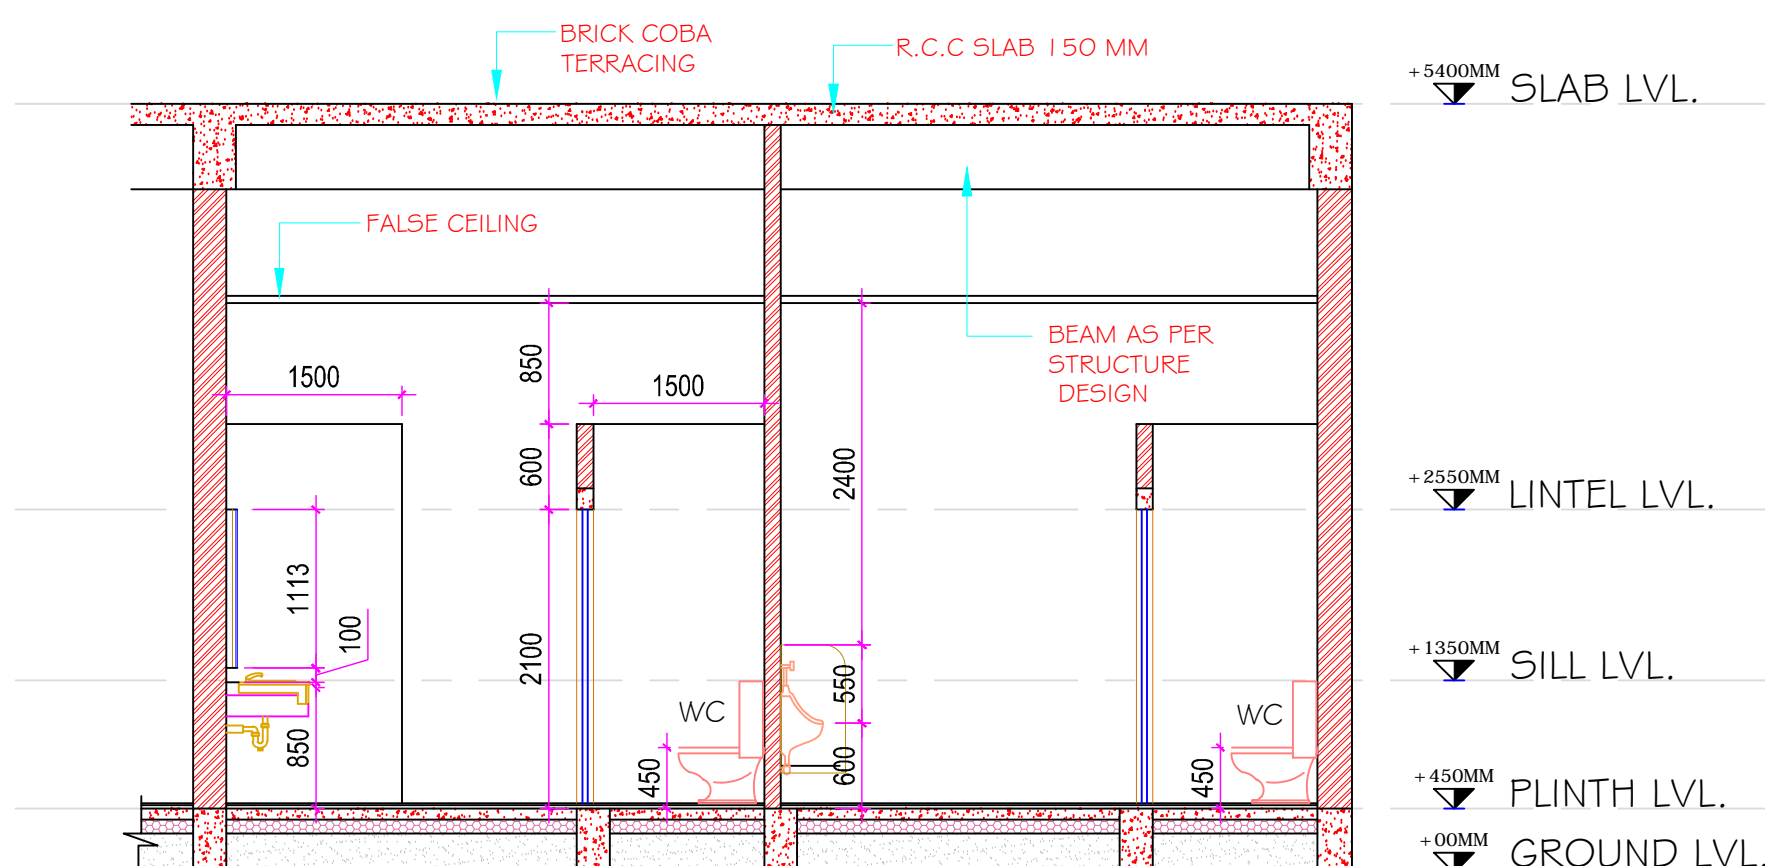 BRICK COBA
TERRACING
R.C.C SLAB 150 MM
+5400MM
SLAB LVL.
FALSE CEILING
BEAM AS PER
STRUCTURE
DESIGN
850
1500
1500
600
2400
+2550MM
LINTEL LVL.
1113
100
2100
+1350MM
SILL LVL.
550
WC
WC
850
450
600
450
+450MM
PLINTH LVL.
+00MM
GROUND LVL.